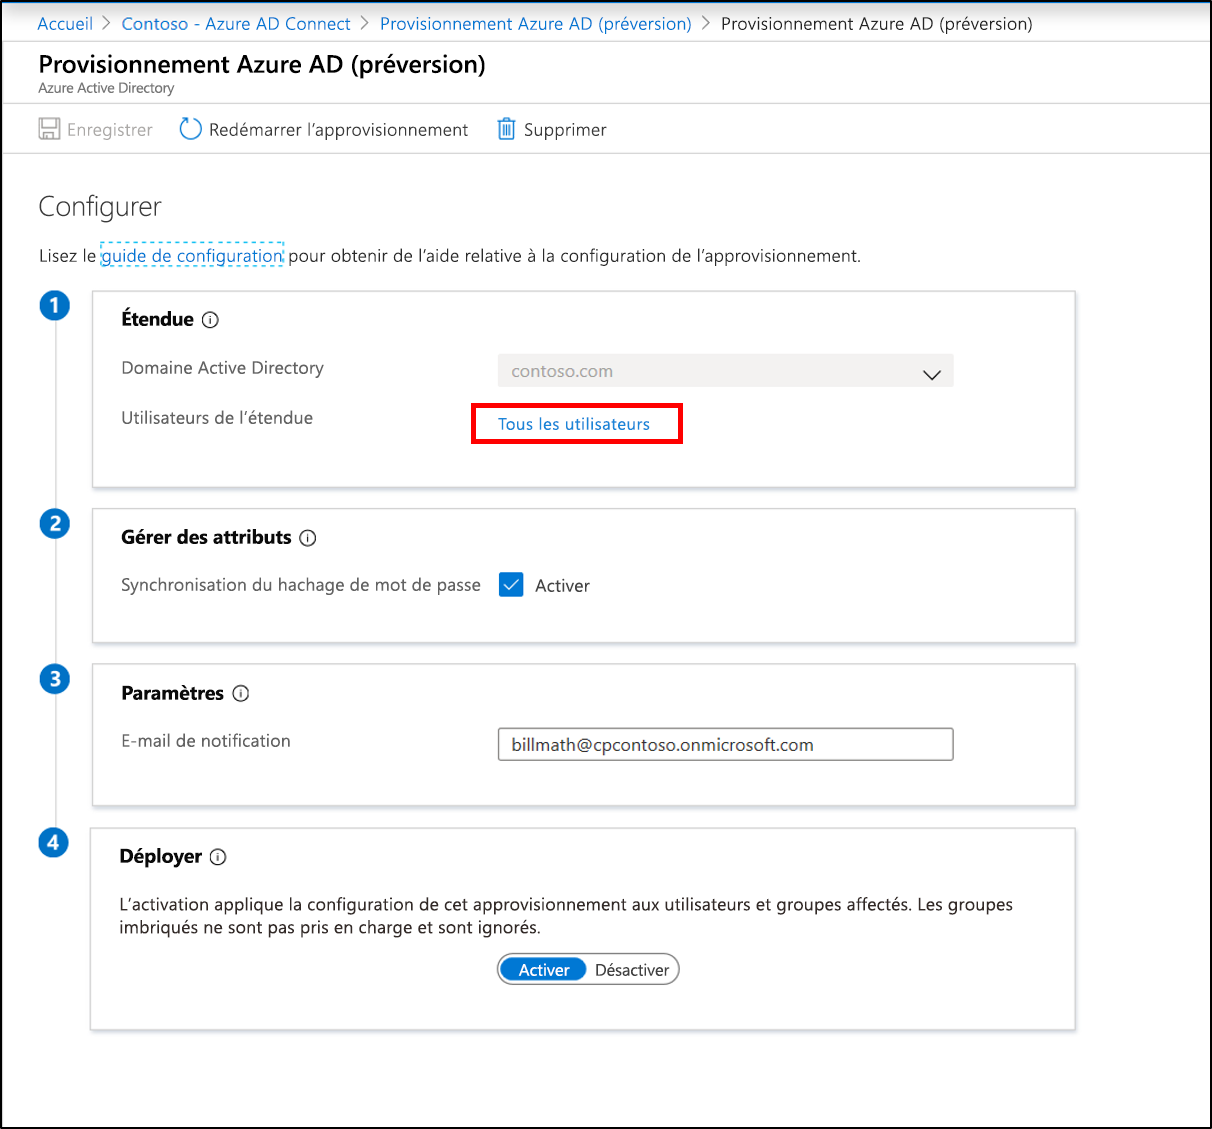 Accueil > Contoso - Azure AD Connect > Provisionnement Azure AD (préversion) > Provisionnement Azure AD (préversion)
Provisionnement Azure AD (préversion)
Azure Active Directory
Enregistrer Redémarrer l’approvisionnement Supprimer
Configurer
Lisez le guide de configuration pour obtenir de l’aide relative à la configuration de l’approvisionnement.
1
Étendue
Domaine Active Directory contoso.com
Utilisateurs de l’étendue Tous les utilisateurs
2
Gérer des attributs
Synchronisation du hachage de mot de passe Activer
3
Paramètres
E-mail de notification billmath@cpcontoso.onmicrosoft.com
4
Déployer
L’activation applique la configuration de cet approvisionnement aux utilisateurs et groupes affectés. Les groupes
imbriqués ne sont pas pris en charge et sont ignorés.
Activer Désactiver